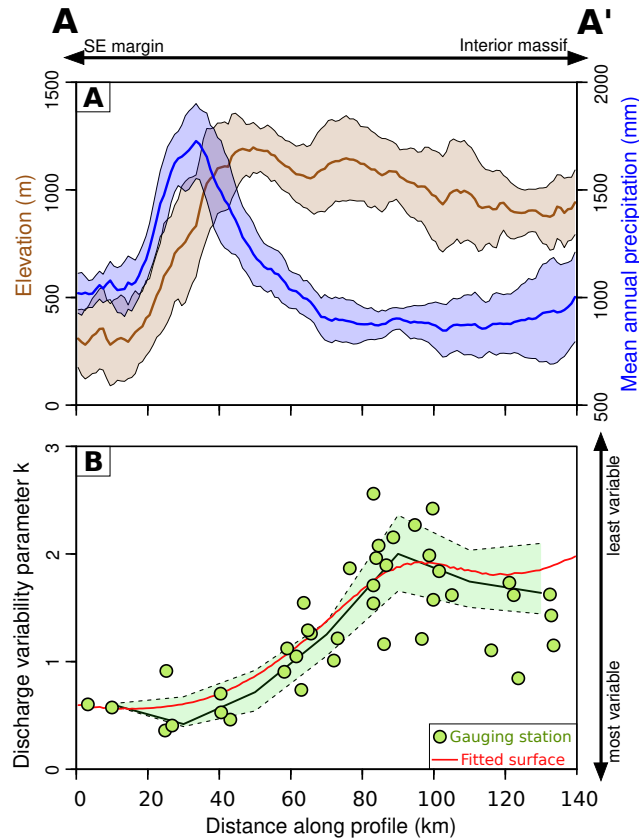 A A'
SE margin Interior massif
A
1500
1000
500
0
Elevation (m)
2000
1500
1000
500
Mean annual precipitation (mm)
B
3
2
1
0
Discharge variability parameter k
least variable
most variable
Gauging station
Fitted surface
0 20 40 60 80 100 120 140
Distance along profile (km)